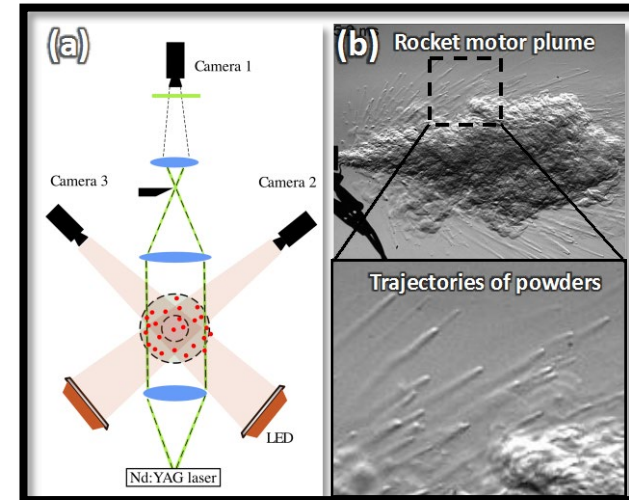 (a)
Camera 1
Camera 3
Camera 2
LED
Nd:YAG laser
(b)
Rocket motor plume
Trajectories of powders